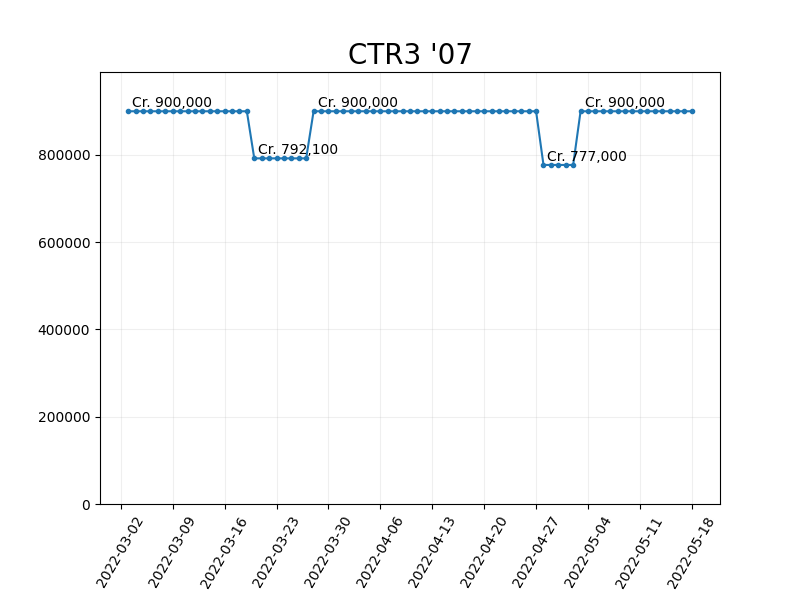 CTR3 '07
Cr. 900,000
Cr. 900,000
Cr. 900,000
Cr. 792,100
Cr. 777,000
800000
600000
400000
200000
0
2022-03-02
2022-03-09
2022-03-16
2022-03-23
2022-03-30
2022-04-06
2022-04-13
2022-04-20
2022-04-27
2022-05-04
2022-05-11
2022-05-18